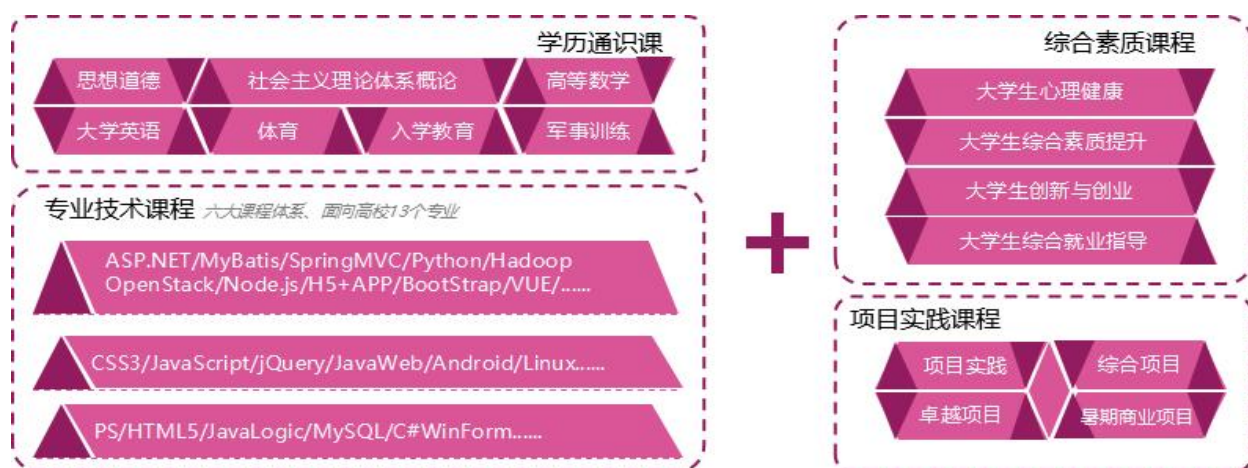 学历通识课
思想道德
社会主义理论体系概论
高等数学
大学英语
体育
入学教育
军事训练
专业技术课程 六大课程体系、面向高校13个专业
ASP.NET/MyBatis/SpringMVC/Python/Hadoop
OpenStack/Node.js/H5+APP/BootStrap/VUE/......
CSS3/JavaScript/jQuery/JavaWeb/Android/Linux......
PS/HTML5/JavaLogic/MySQL/C#WinForm......
+
综合素质课程
大学生心理健康
大学生综合素质提升
大学生创新与创业
大学生综合就业指导
项目实践课程
项目实践
综合项目
卓越项目
暑期商业项目